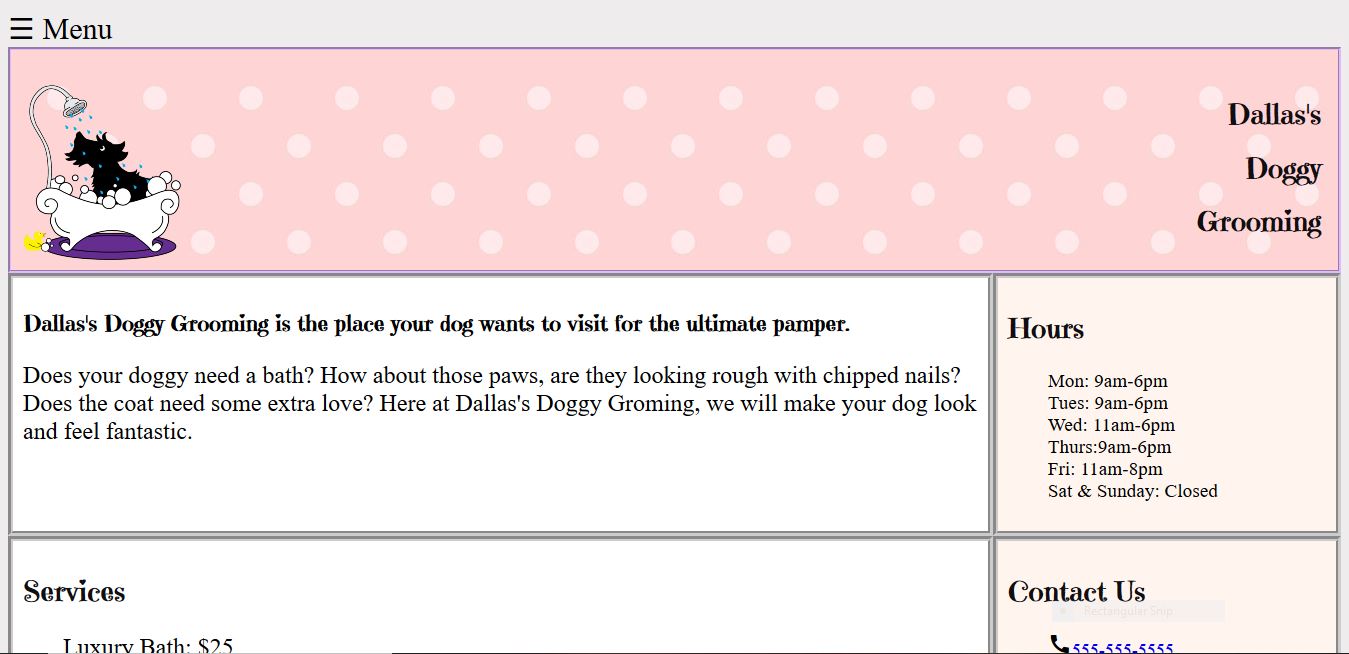 ☰ Menu
Dallas's
Doggy
Grooming
Dallas's Doggy Grooming is the place your dog wants to visit for the ultimate pamper.
Does your doggy need a bath? How about those paws, are they looking rough with chipped nails?
Does the coat need some extra love? Here at Dallas's Doggy Groming, we will make your dog look
and feel fantastic.
Hours
Mon: 9am-6pm
Tues: 9am-6pm
Wed: 11am-6pm
Thurs:9am-6pm
Fri: 11am-8pm
Sat & Sunday: Closed
Services
Luxury Bath: $25
Contact Us
Rectangular Snip
555-555-5555